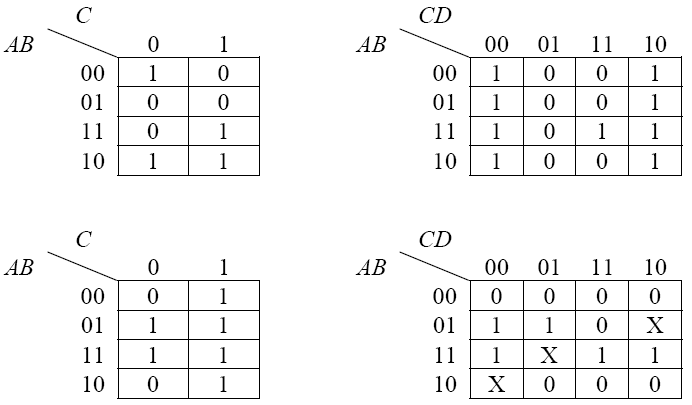 C CD
AB 0 1 AB 00 01 11 10
00 1 0 00 1 0 0 1
01 0 0 01 1 0 0 1
11 0 1 11 1 0 1 1
10 1 1 10 1 0 0 1
C CD
AB 0 1 AB 00 01 11 10
00 0 1 00 0 0 0 0
01 1 1 01 1 1 0 X
11 1 1 11 1 X 1 1
10 0 1 10 X 0 0 0